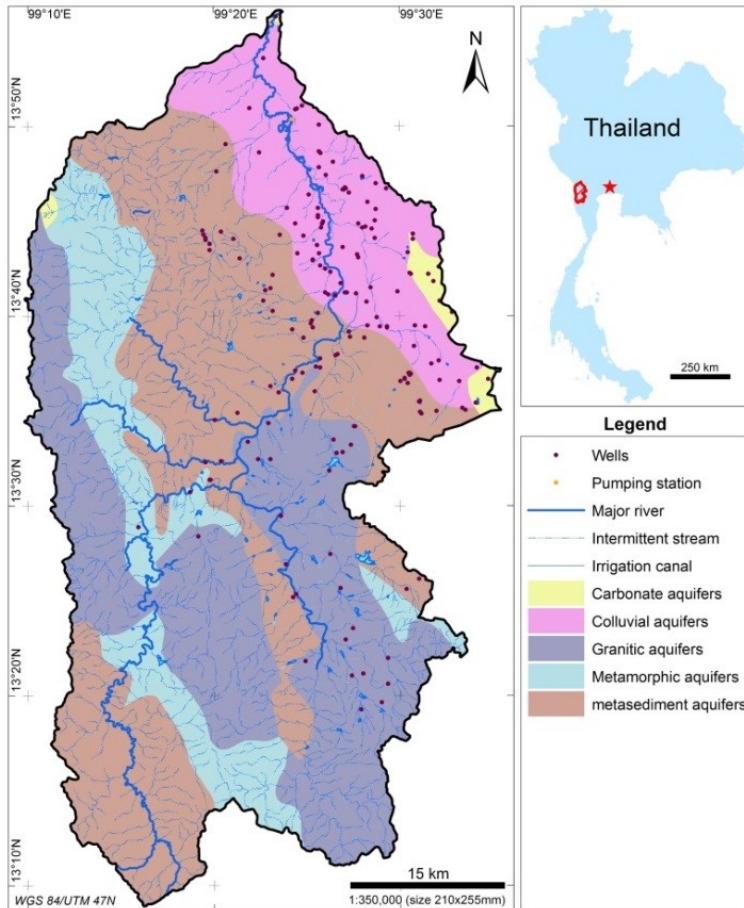 99°10'E
99°20'E
99°30'E
N
13°50'N
13°40'N
13°30'N
13°20'N
13°10'N
15 km
WGS 84/UTM 47N
1:350,000 (size 210x255mm)
Thailand
250 km
Legend
Wells
Pumping station
Major river
Intermittent stream
Irrigation canal
Carbonate aquifers
Colluvial aquifers
Granitic aquifers
Metamorphic aquifers
metasediment aquifers